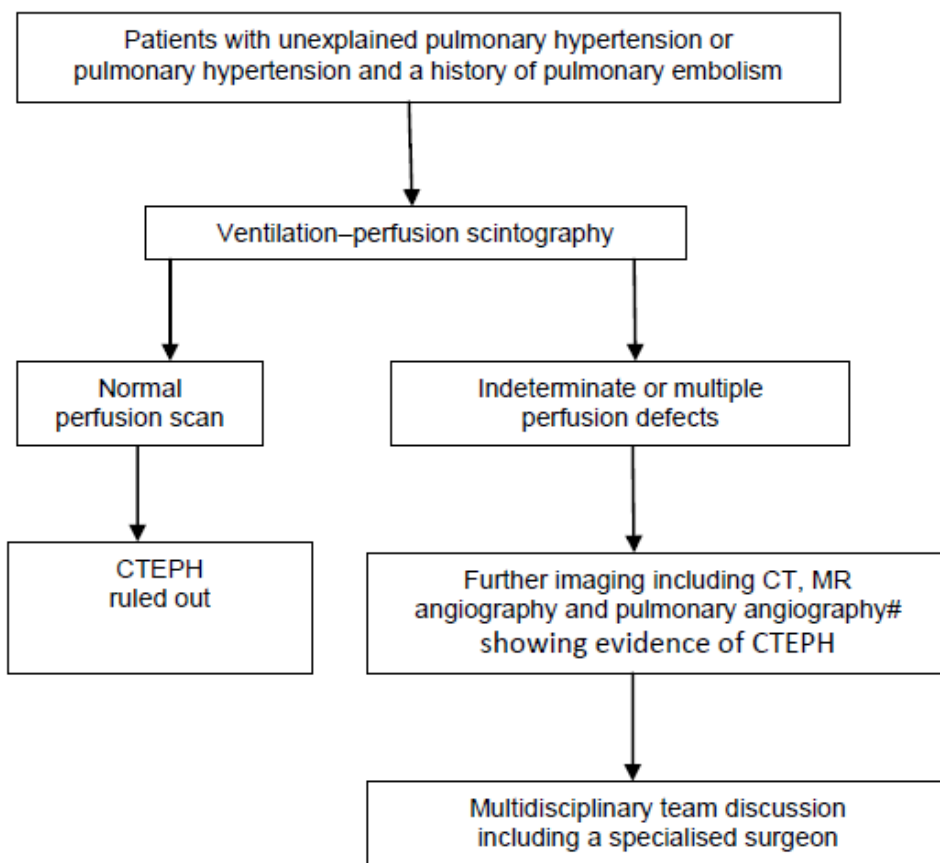 Patients with unexplained pulmonary hypertension or
pulmonary hypertension and a history of pulmonary embolism
Ventilation–perfusion scintography
Normal
perfusion scan
Indeterminate or multiple
perfusion defects
CTEPH
ruled out
Further imaging including CT, MR
angiography and pulmonary angiography#
showing evidence of CTEPH
Multidisciplinary team discussion
including a specialised surgeon